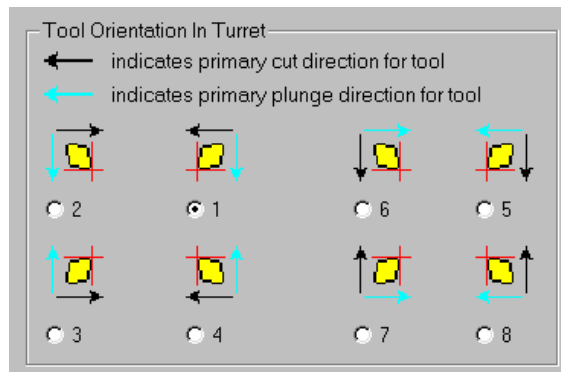 Tool Orientation In Turret
indicates primary cut direction for tool
indicates primary plunge direction for tool
2 1 6 5
3 4 7 8